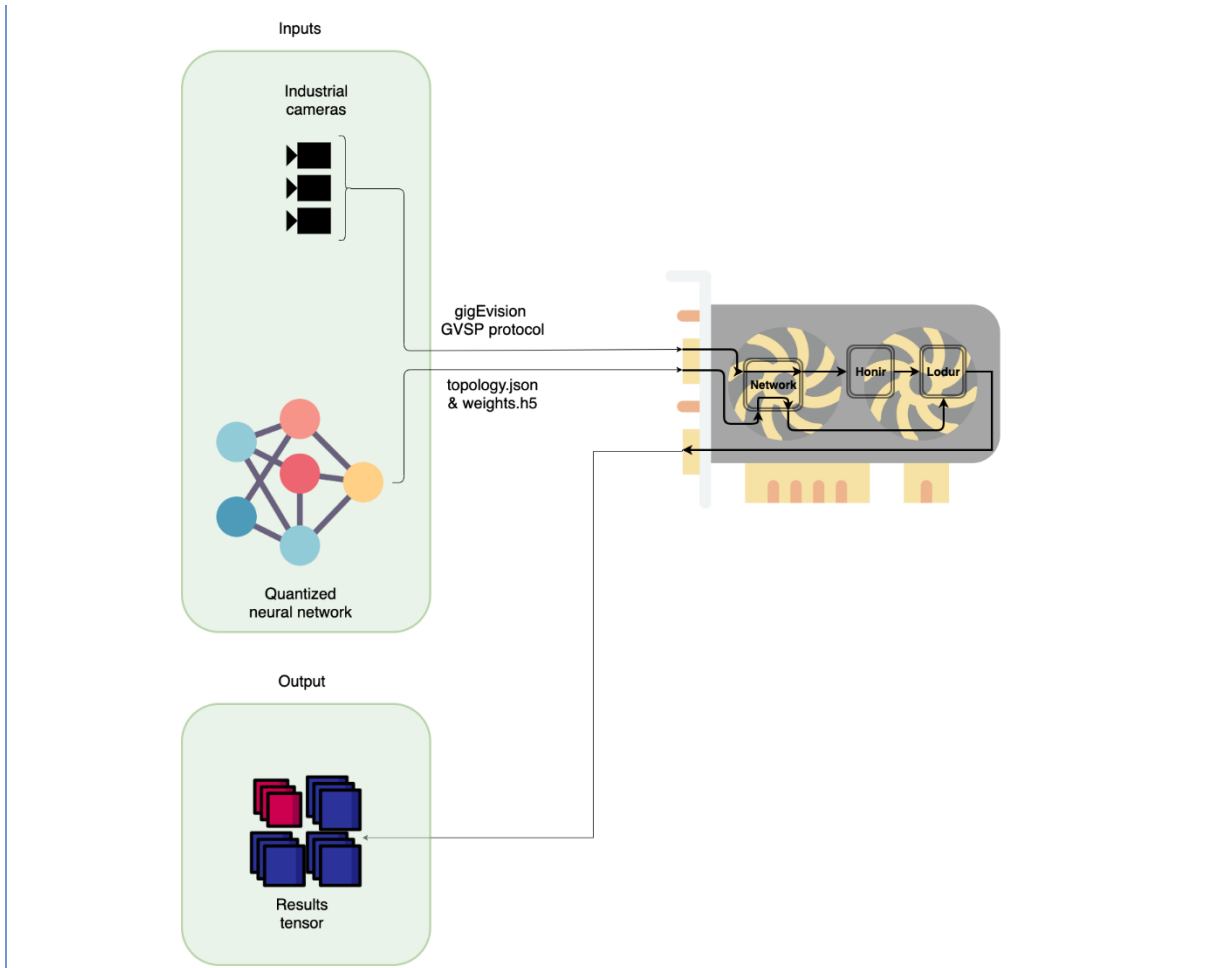 Inputs
Industrial
cameras
gigEvision
GVSP protocol
topology.json
& weights.h5
Network
Honir
Lodur
Quantized
neural network
Output
Results
tensor